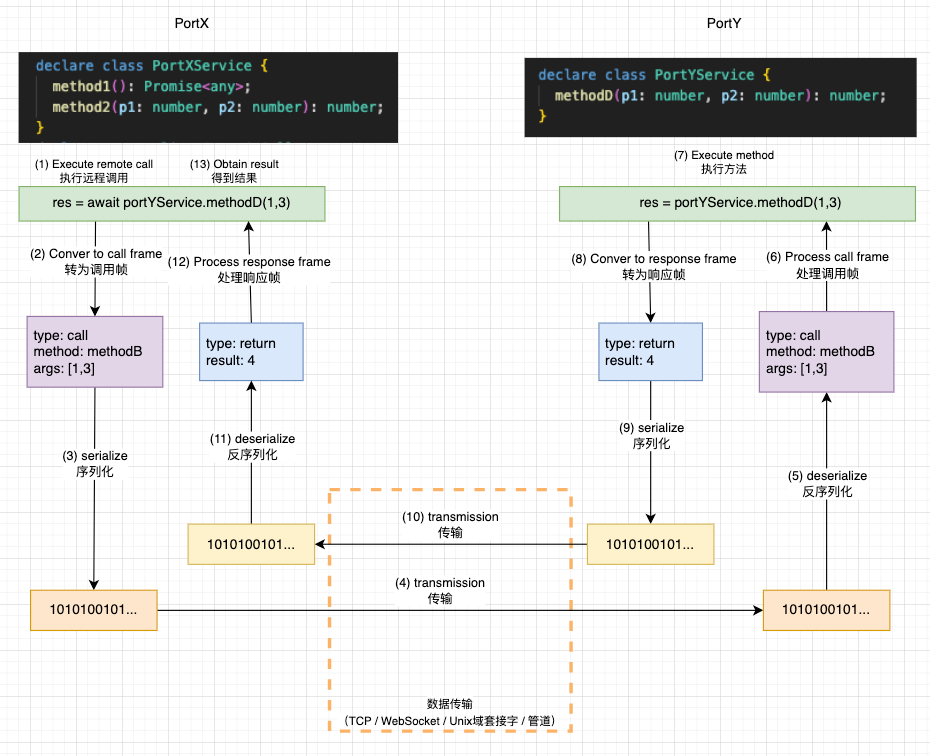 PortX
PortY
declare class PortXService {
method1(): Promise<any>;
method2(p1: number, p2: number): number;
}
declare class PortYService {
methodD(p1: number, p2: number): number;
}
(1) Execute remote call
执行远程调用
(13) Obtain result
得到结果
(7) Execute method
执行方法
res = await portYService.methodD(1,3)
res = portYService.methodD(1,3)
(2) Conver to call frame
转为调用帧
(12) Process response frame
处理响应帧
(8) Conver to response frame
转为响应帧
(6) Process call frame
处理调用帧
type: call
method: methodB
args: [1,3]
type: return
result: 4
type: return
result: 4
type: call
method: methodB
args: [1,3]
(3) serialize
序列化
(11) deserialize
反序列化
(9) serialize
序列化
(5) deserialize
反序列化
(10) transmission
传输
1010100101...
1010100101...
(4) transmission
传输
1010100101...
1010100101...
数据传输
（TCP / WebSocket / Unix域套接字 / 管道）